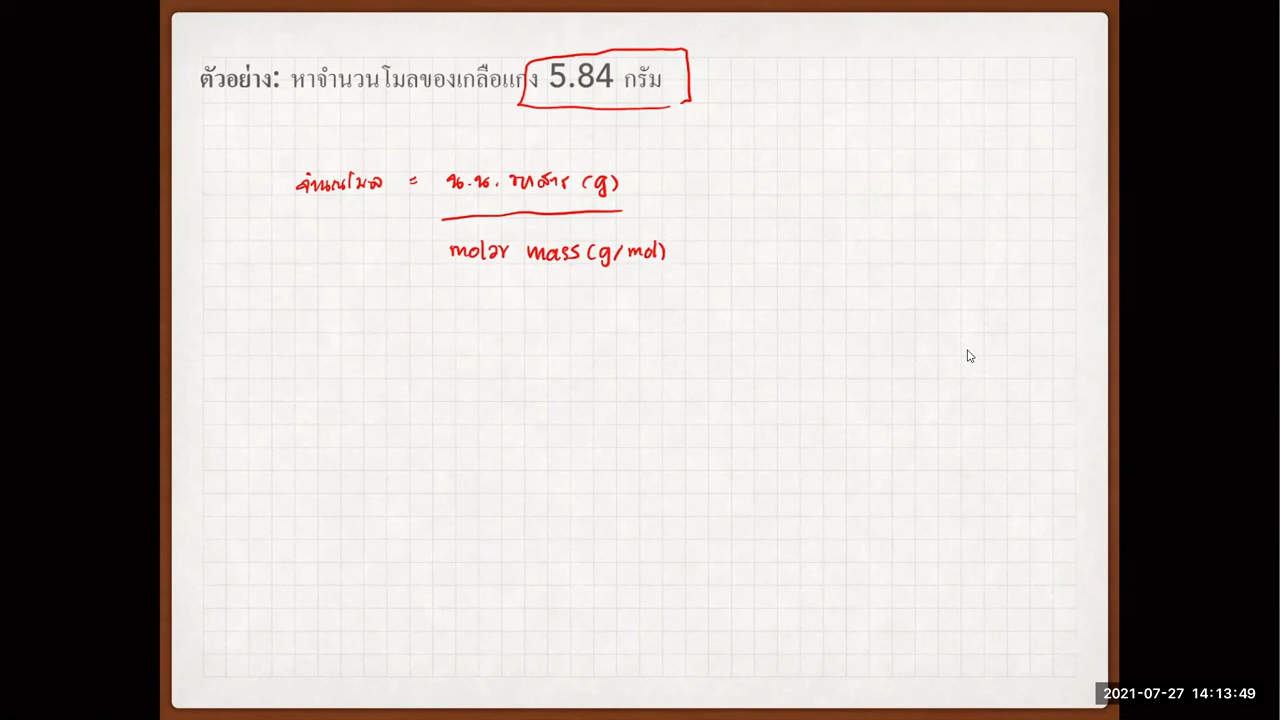 ตัวอย่าง: หาจำนวนโมลของเกลือแกง 5.84 กรัม
จำนวนโมล = น.น. ของสาร (g)
molar mass (g/mol)
2021-07-27 14:13:49